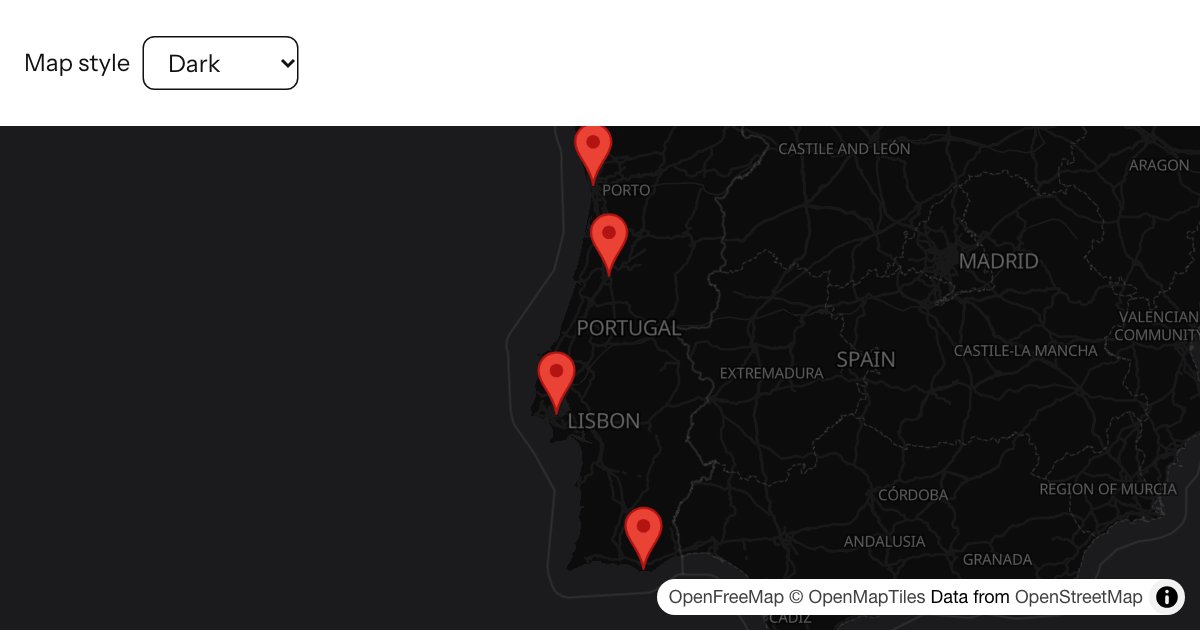 Map style Dark
CASTILE AND LEÓN
ARAGON
PORTO
MADRID
VALENCIAN
COMMUNITY
PORTUGAL
CASTILE-LA MANCHA
SPAIN
EXTREMADURA
LISBON
CÓRDOBA
REGION OF MURCIA
ANDALUSIA
GRANADA
OpenFreeMap © OpenMapTiles Data from OpenStreetMap
CÁDIZ